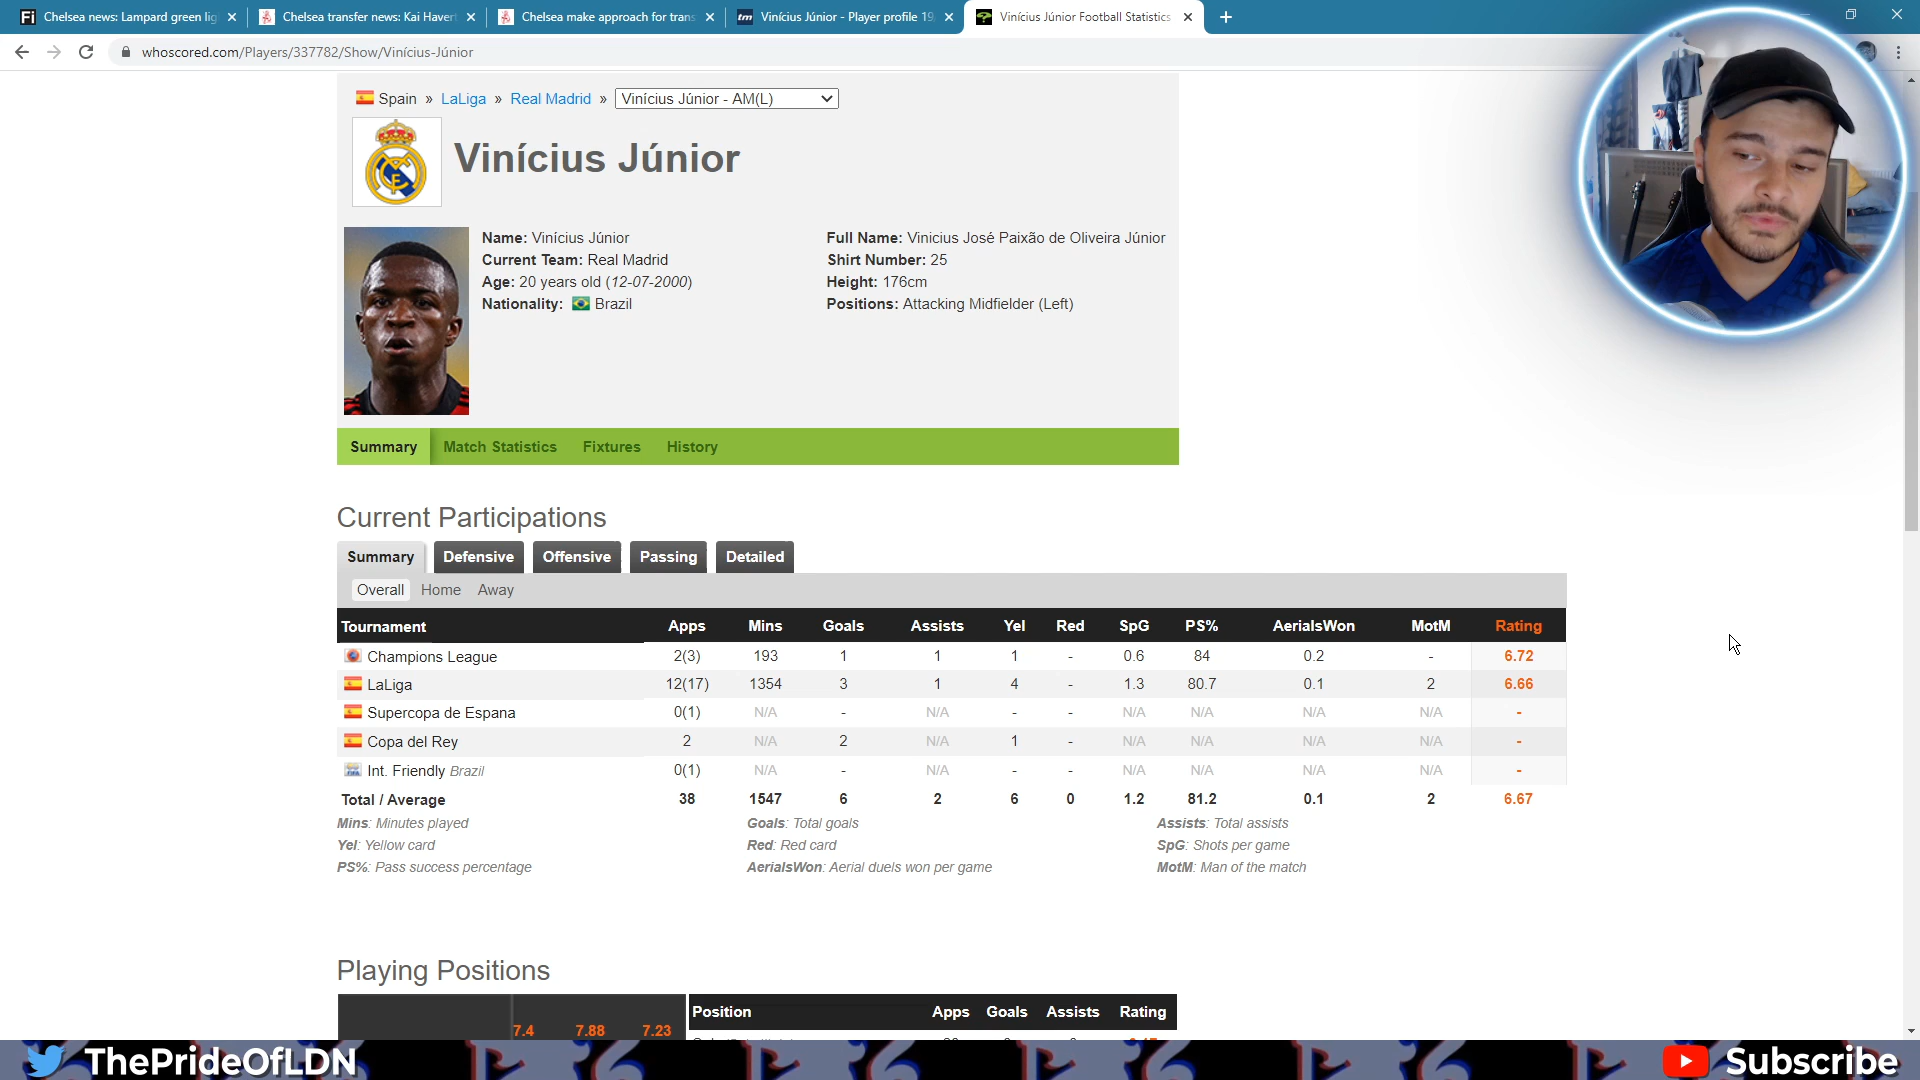 Chelsea news: Lampard green lig
Chelsea transfer news: Kai Havert
Chelsea make approach for trans
Vinícius Júnior - Player profile 19
Vinícius Júnior Football Statistics
whoscored.com/Players/337782/Show/Vinícius-Júnior
Spain » LaLiga » Real Madrid » Vinícius Júnior - AM(L)
Vinícius Júnior
Name: Vinícius Júnior
Full Name: Vinicius José Paixão de Oliveira Júnior
Current Team: Real Madrid
Shirt Number: 25
Age: 20 years old (12-07-2000)
Height: 176cm
Nationality: Brazil
Positions: Attacking Midfielder (Left)
Summary Match Statistics Fixtures History
Current Participations
Summary Defensive Offensive Passing Detailed
Overall Home Away
Tournament Apps Mins Goals Assists Yel Red SpG PS% AerialsWon MotM Rating
Champions League 2(3) 193 1 1 1 - 0.6 84 0.2 - 6.72
LaLiga 12(17) 1354 3 1 4 - 1.3 80.7 0.1 2 6.66
Supercopa de Espana 0(1) N/A - N/A - - N/A N/A N/A N/A -
Copa del Rey 2 N/A 2 N/A 1 - N/A N/A N/A N/A -
Int. Friendly Brazil 0(1) N/A - N/A - - N/A N/A N/A N/A -
Total / Average 38 1547 6 2 6 0 1.2 81.2 0.1 2 6.67
Mins: Minutes played Goals: Total goals Assists: Total assists
Yel: Yellow card Red: Red card SpG: Shots per game
PS%: Pass success percentage AerialsWon: Aerial duels won per game MotM: Man of the match
Playing Positions
Position Apps Goals Assists Rating
7.4 7.88 7.23
ThePrideOfLDN
Subscribe